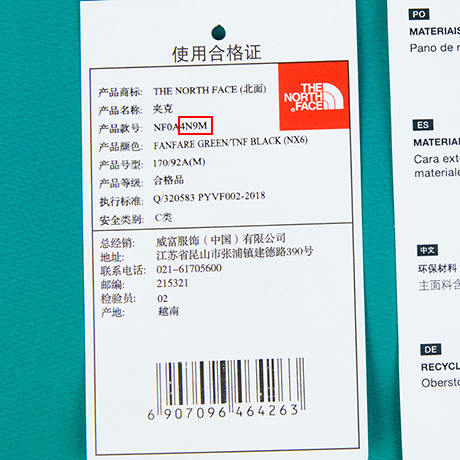 使用合格证
产品商标: THE NORTH FACE (北面)
产品名称: 夹克
产品款号: NF0A4N9M
产品颜色: FANFARE GREEN/TNF BLACK (NX6)
产品号型: 170/92A(M)
产品等级: 合格品
执行标准: Q/320583 PYVF002-2018
安全类别: C类
THE
NORTH
FACE
总经销: 威富服饰（中国）有限公司
地址: 江苏省昆山市张浦镇建德路390号
联系电话: 021-61705600
邮编: 215321
检验员: 02
产地: 越南
6 907096 464263
PO
MATERIAIS
Pano de
ES
MATERIA
Cara ext
materiale
中文
环保材料
主面料含
DE
RECYCL
Obersto